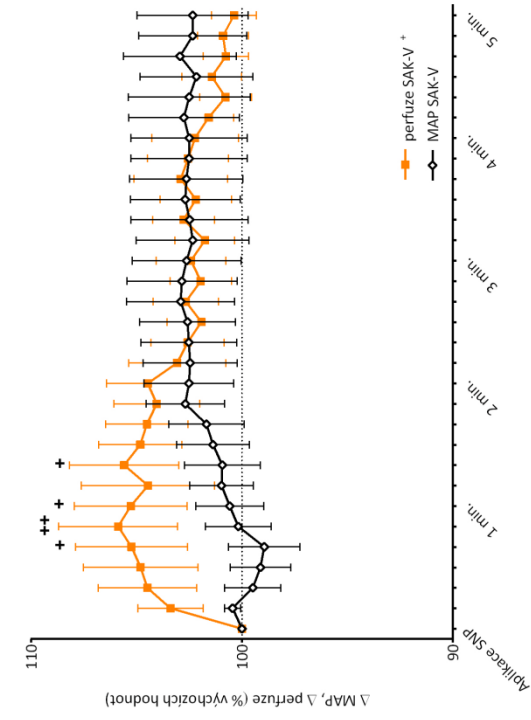 Δ MAP, Δ perfuze (% výchozích hodnot)
110
100
90
Aplikace SNP
1 min.
2 min.
3 min.
4 min.
5 min.
+
++
+
+
perfuze SAK-V +
MAP SAK-V